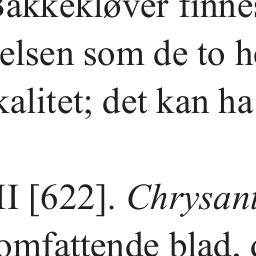 Bakkekløver finnes
elsen som de to h
kalitet; det kan ha
II [622]. Chrysant
omfattende blad,